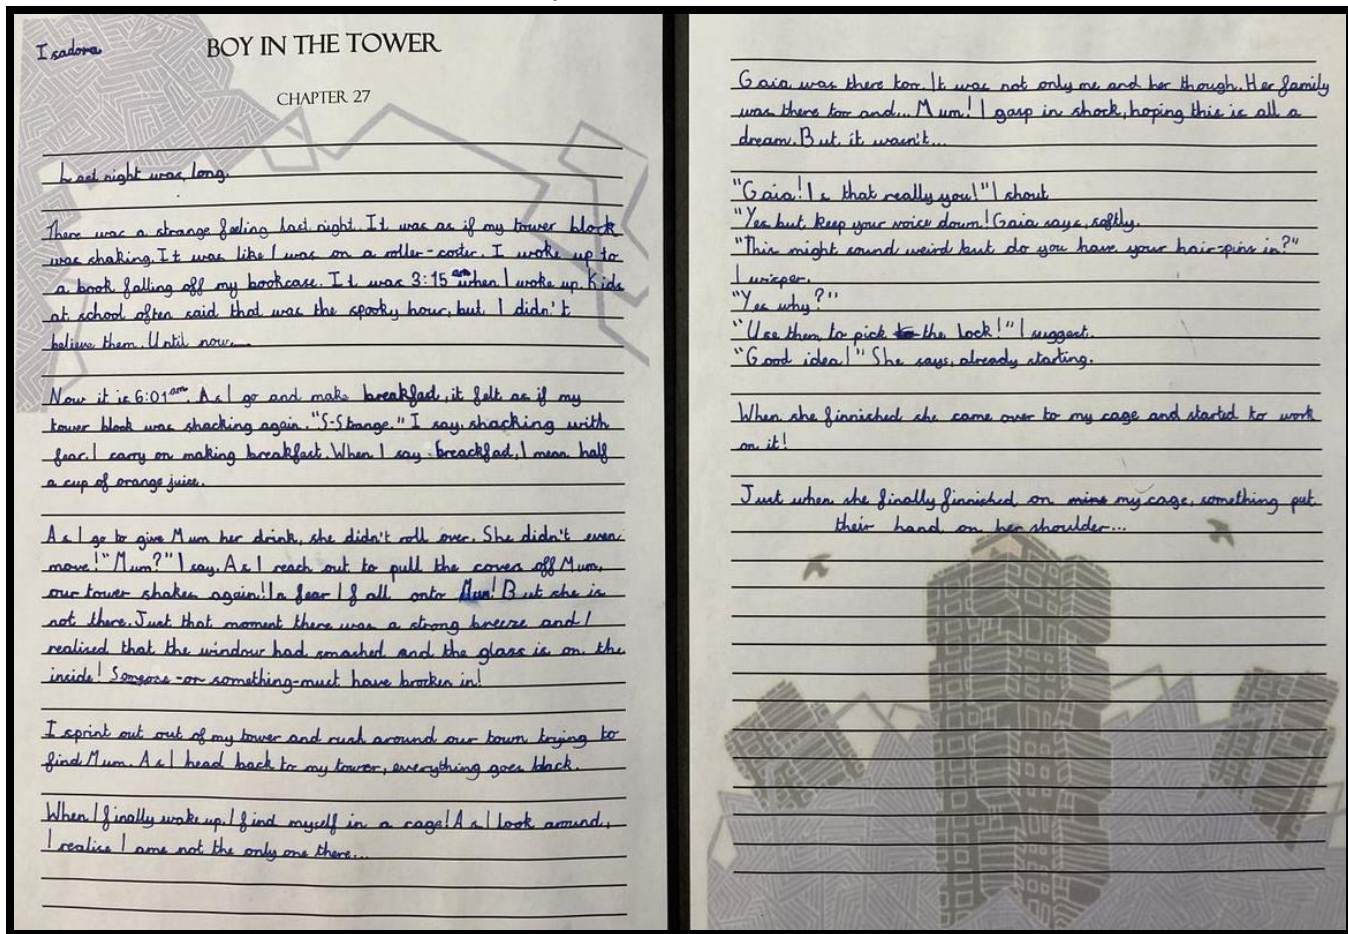 Isadora
BOY IN THE TOWER
CHAPTER 27
Last night was long.
There was a strange feeling last night. It was as if my tower block
was shaking. It was like I was on a roller-coster. I woke up to
a book falling off my bookcase. It was 3:15am when I woke up. Kids
at school often said that was the spooky hour, but I didn't
believe them. Until now...
Now it is 6:01am. As I go and make breakfast, it felt as if my
tower block was shacking again. "S-Strange." I say, shacking with
fear. I carry on making breakfast. When I say breackfast, I mean half
a cup of orange juice.
As I go to give Mum her drink, she didn't roll over. She didn't even
move! "Mum?" I say. As I reach out to pull the cover off Mum,
our tower shakes again! In fear I fall onto Mum! But she is
not there. Just that moment there was a strong breeze and I
realised that the windour had smashed and the glass is on the
inside! Someone -or something-must have brocken in!
I sprint out out of my tower and rush around our town trying to
find Mum. As I head back to my tower, everything goes black.
When I finally wake up, I find myself in a cage! As I look around,
I realise I ame not the only one there...
Gaia was there too. It was not only me and her though. Her family
was there too and... Mum! I gasp in shock, hoping this is all a
dream. But it wasn't...
"Gaia! Is that really you!" I shout
"Yes but keep your voice down! Gaia says, softly.
"This might sound weird but do you have your hair-pins in?"
I wisper.
"Yes why?"
"Use them to pick to the lock!" I suggest.
"Good idea!" She says, already starting.
When she finnished she came over to my cage and started to work
on it!
Just when she finally finnished on mine my cage, something put
their hand on her shoulder...